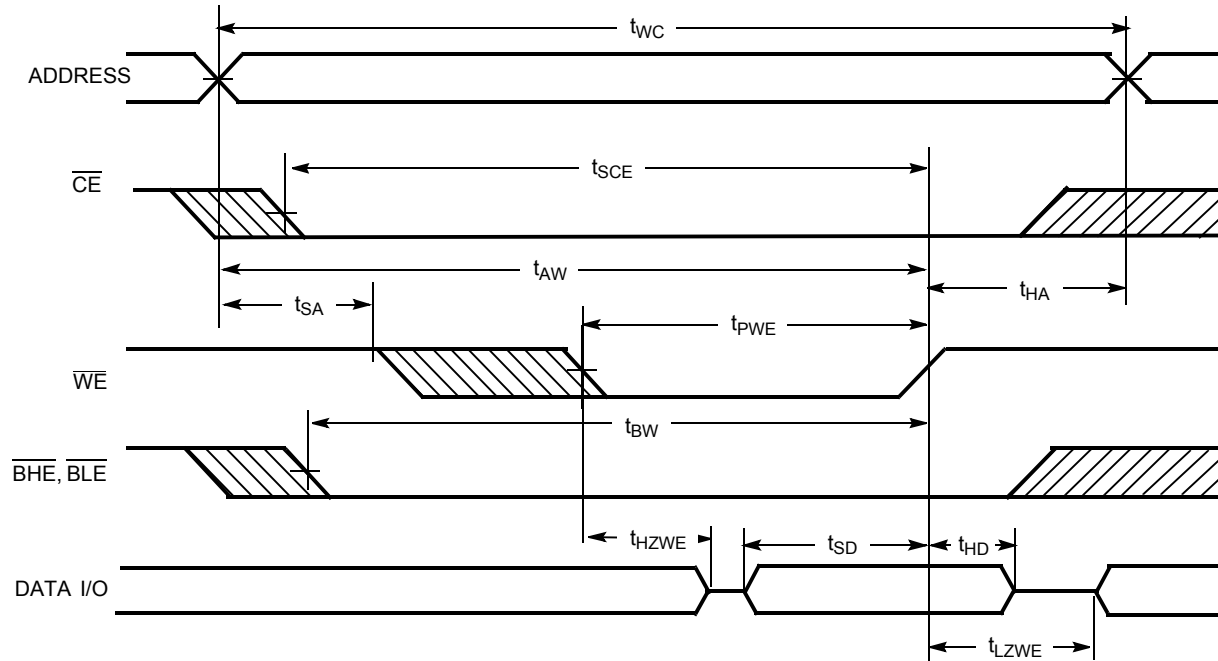 tWC
ADDRESS
tSCE
CE
tAW
tSA
tHA
tPWE
WE
tBW
BHE, BLE
tHZWE
tSD
tHD
DATA I/O
tLZWE